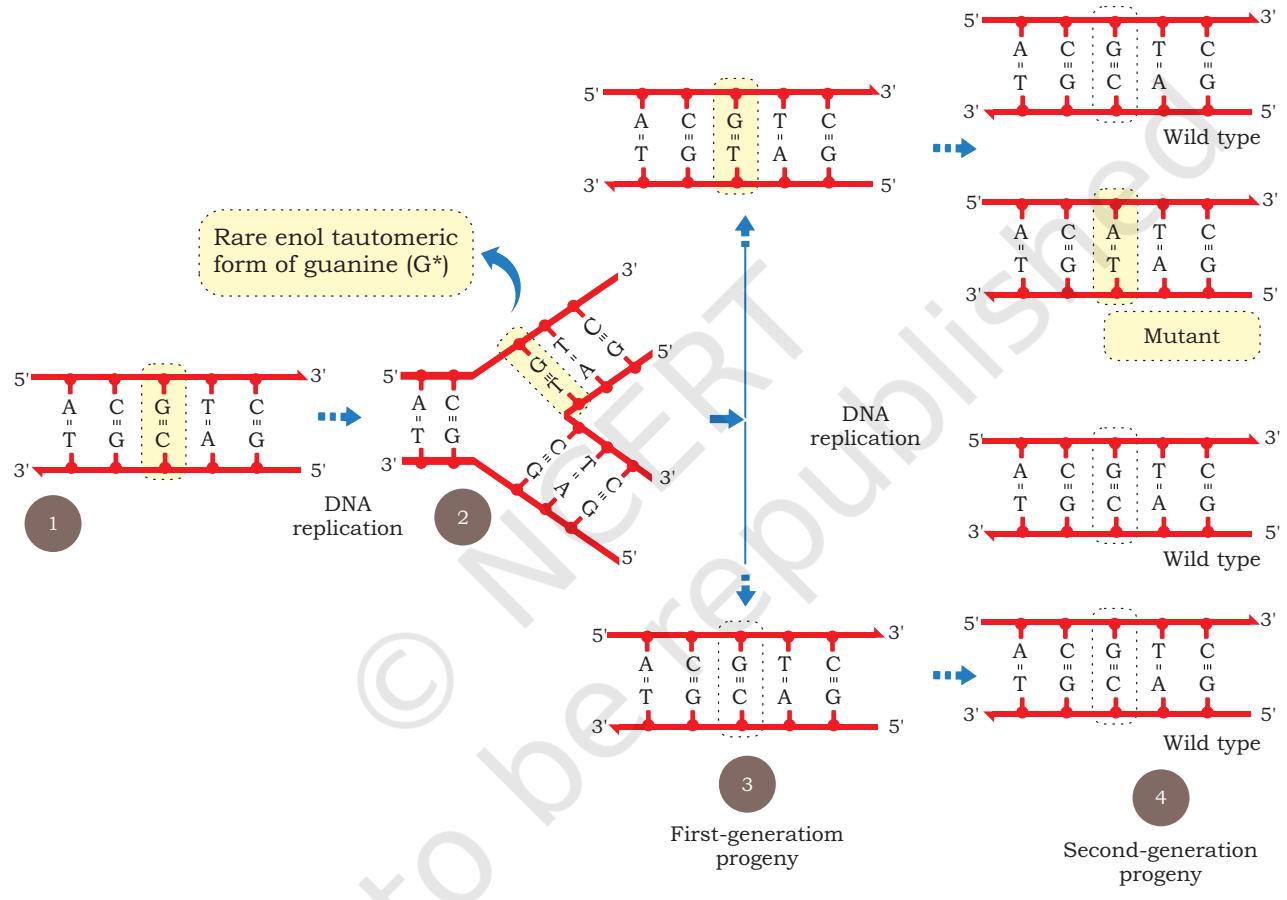 5' 3'
A C G T C
T G C A G
3' 5'
1
DNA
replication
Rare enol tautomeric
form of guanine (G*)
5' 3'
A C G T C
T G T A G
5'
C T C
G A G
3'
3' 5'
2
5' 3'
A C G T C
T G T A G
3' 5'
5' 3'
A C G T C
T G C A G
3' 5'
3
First-generatiom
progeny
DNA
replication
5' 3'
A C G T C
T G C A G
3' 5'
Wild type
5' 3'
A C A T C
T G T A G
3' 5'
Mutant
5' 3'
A C G T C
T G C A G
3' 5'
Wild type
5' 3'
A C G T C
T G C A G
3' 5'
Wild type
4
Second-generation
progeny
© NCERT
to be republished